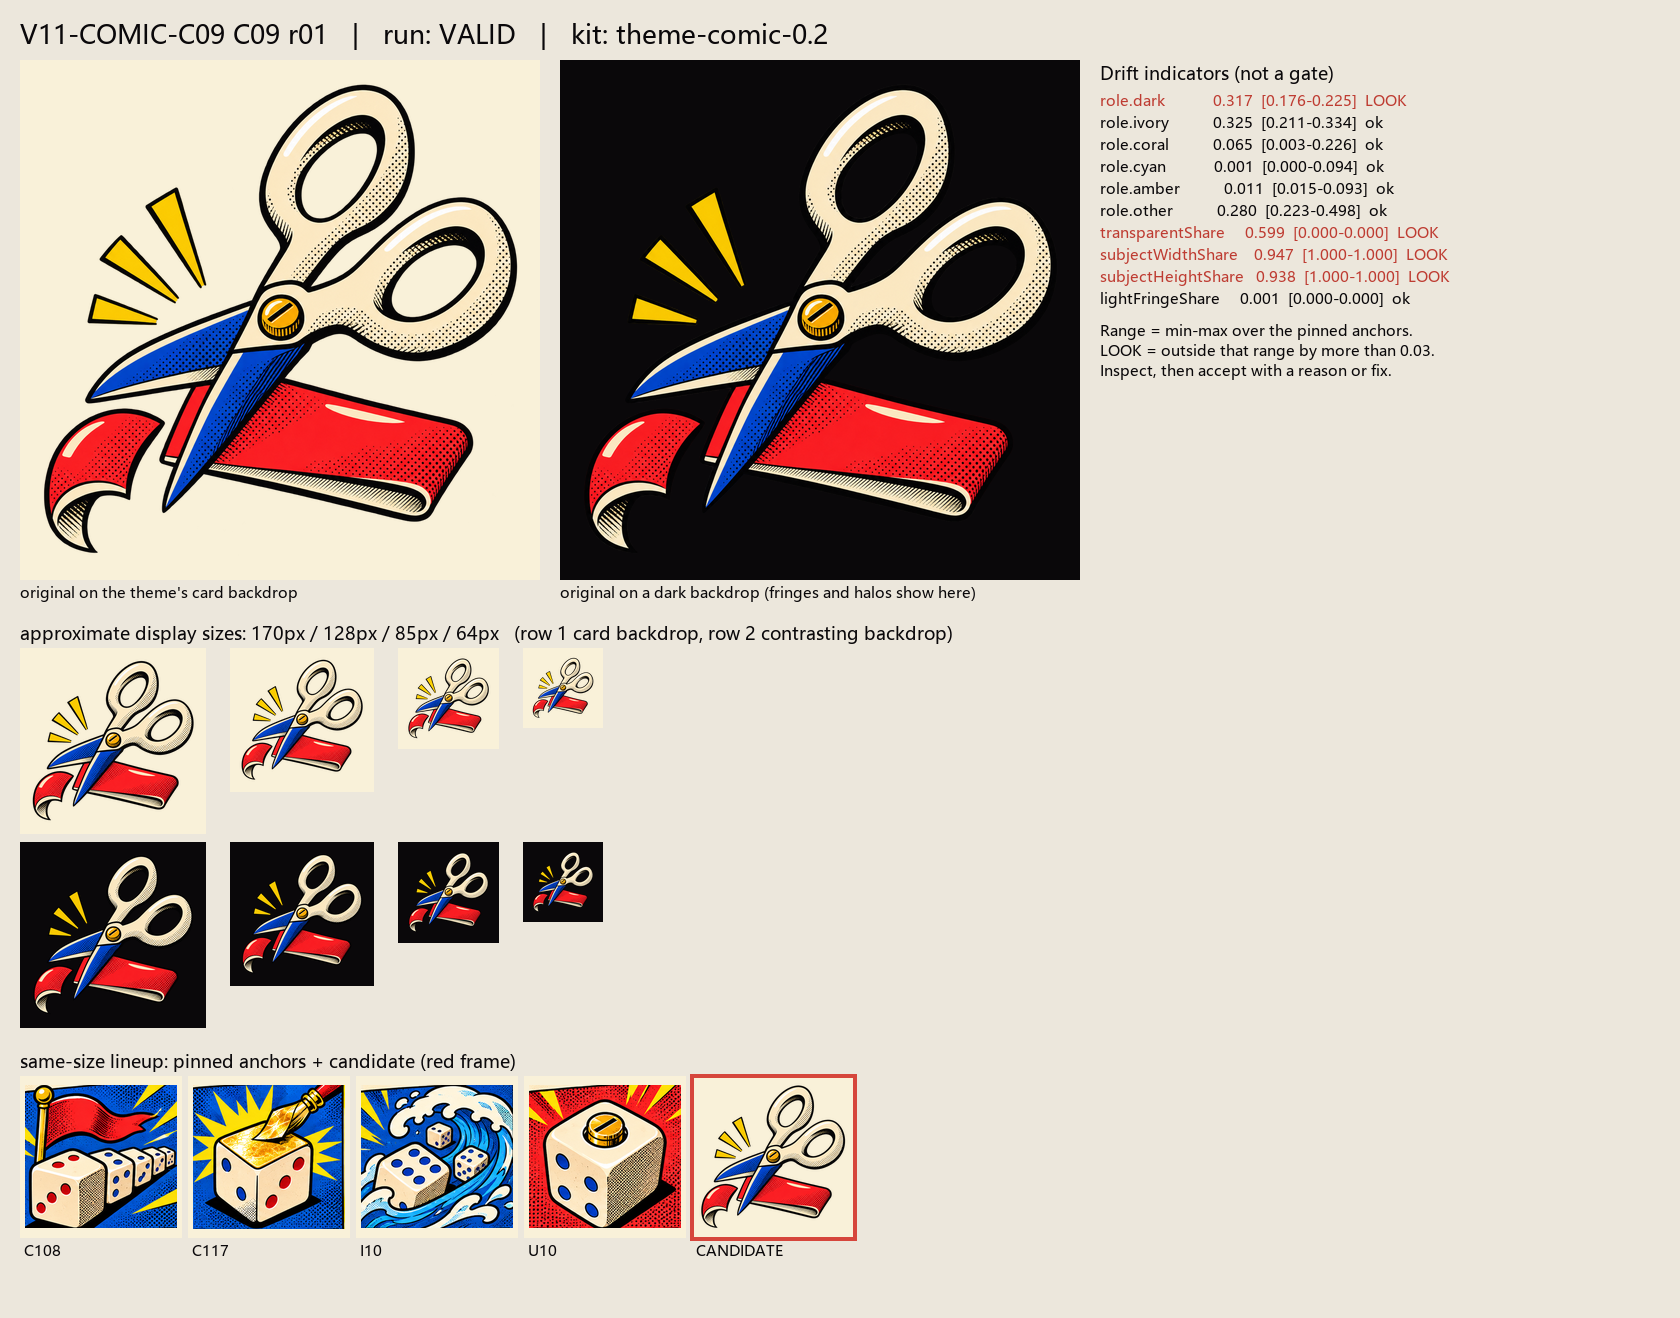 V11-COMIC-C09 C09 r01 | run: VALID | kit: theme-comic-0.2
Drift indicators (not a gate)
role.dark 0.317 [0.176-0.225] LOOK
role.ivory 0.325 [0.211-0.334] ok
role.coral 0.065 [0.003-0.226] ok
role.cyan 0.001 [0.000-0.094] ok
role.amber 0.011 [0.015-0.093] ok
role.other 0.280 [0.223-0.498] ok
transparentShare 0.599 [0.000-0.000] LOOK
subjectWidthShare 0.947 [1.000-1.000] LOOK
subjectHeightShare 0.938 [1.000-1.000] LOOK
lightFringeShare 0.001 [0.000-0.000] ok
Range = min-max over the pinned anchors.
LOOK = outside that range by more than 0.03.
Inspect, then accept with a reason or fix.
original on the theme's card backdrop
original on a dark backdrop (fringes and halos show here)
approximate display sizes: 170px / 128px / 85px / 64px (row 1 card backdrop, row 2 contrasting backdrop)
same-size lineup: pinned anchors + candidate (red frame)
C108
C117
I10
U10
CANDIDATE